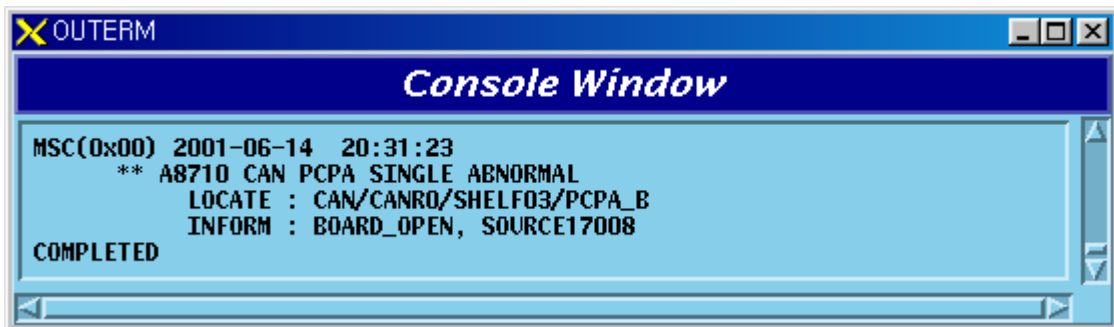 OUTERM
Console Window
MSC(0x00) 2001-06-14 20:31:23
** A8710 CAN PCPA SINGLE ABNORMAL
LOCATE : CAN/CANR0/SHELF03/PCPA_B
INFORM : BOARD_OPEN, SOURCE17008
COMPLETED